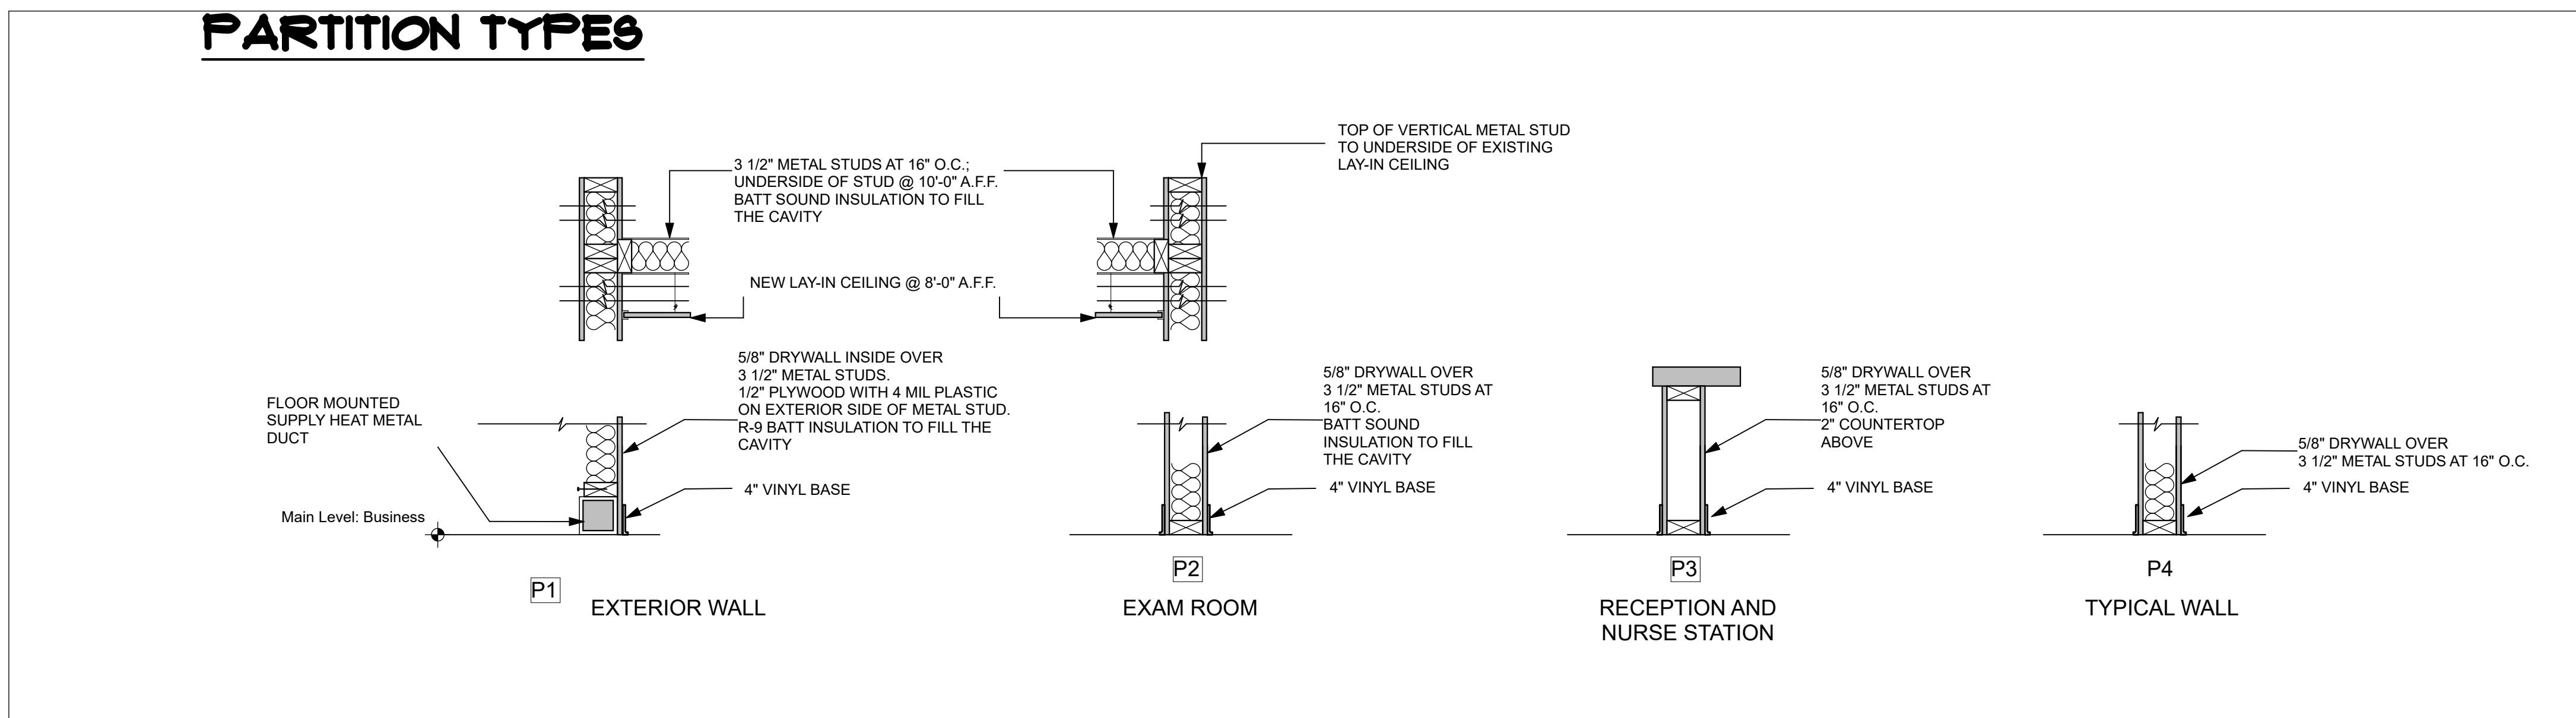 PARTITION TYPES
3 1/2" METAL STUDS AT 16" O.C.;
UNDERSIDE OF STUD @ 10'-0" A.F.F.
BATT SOUND INSULATION TO FILL
THE CAVITY
TOP OF VERTICAL METAL STUD
TO UNDERSIDE OF EXISTING
LAY-IN CEILING
NEW LAY-IN CEILING @ 8'-0" A.F.F.
FLOOR MOUNTED
SUPPLY HEAT METAL
DUCT
Main Level: Business
5/8" DRYWALL INSIDE OVER
3 1/2" METAL STUDS.
1/2" PLYWOOD WITH 4 MIL PLASTIC
ON EXTERIOR SIDE OF METAL STUD.
R-9 BATT INSULATION TO FILL THE
CAVITY
4" VINYL BASE
5/8" DRYWALL OVER
3 1/2" METAL STUDS AT
16" O.C.
BATT SOUND
INSULATION TO FILL
THE CAVITY
4" VINYL BASE
5/8" DRYWALL OVER
3 1/2" METAL STUDS AT
16" O.C.
2" COUNTERTOP
ABOVE
4" VINYL BASE
5/8" DRYWALL OVER
3 1/2" METAL STUDS AT 16" O.C.
4" VINYL BASE
P1
EXTERIOR WALL
P2
EXAM ROOM
P3
RECEPTION AND
NURSE STATION
P4
TYPICAL WALL